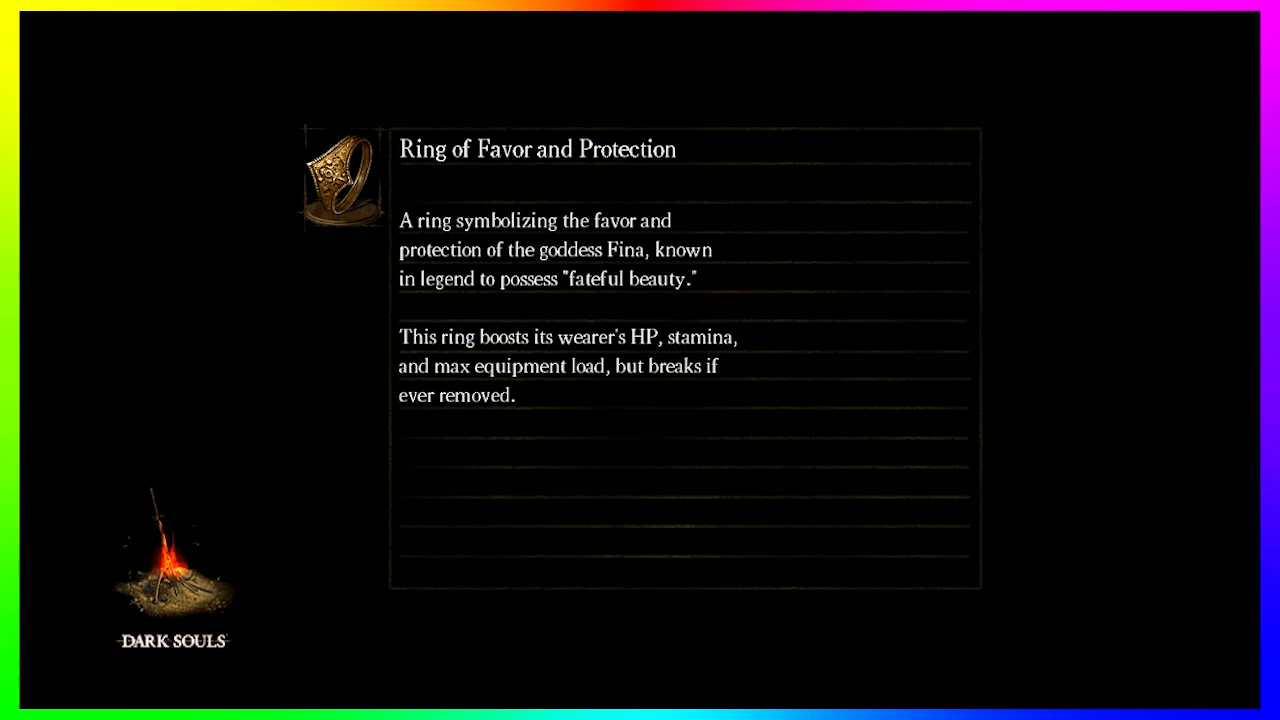 Ring of Favor and Protection
A ring symbolizing the favor and
protection of the goddess Fina, known
in legend to possess "fateful beauty."
This ring boosts its wearer's HP, stamina,
and max equipment load, but breaks if
ever removed.
DARK SOULS